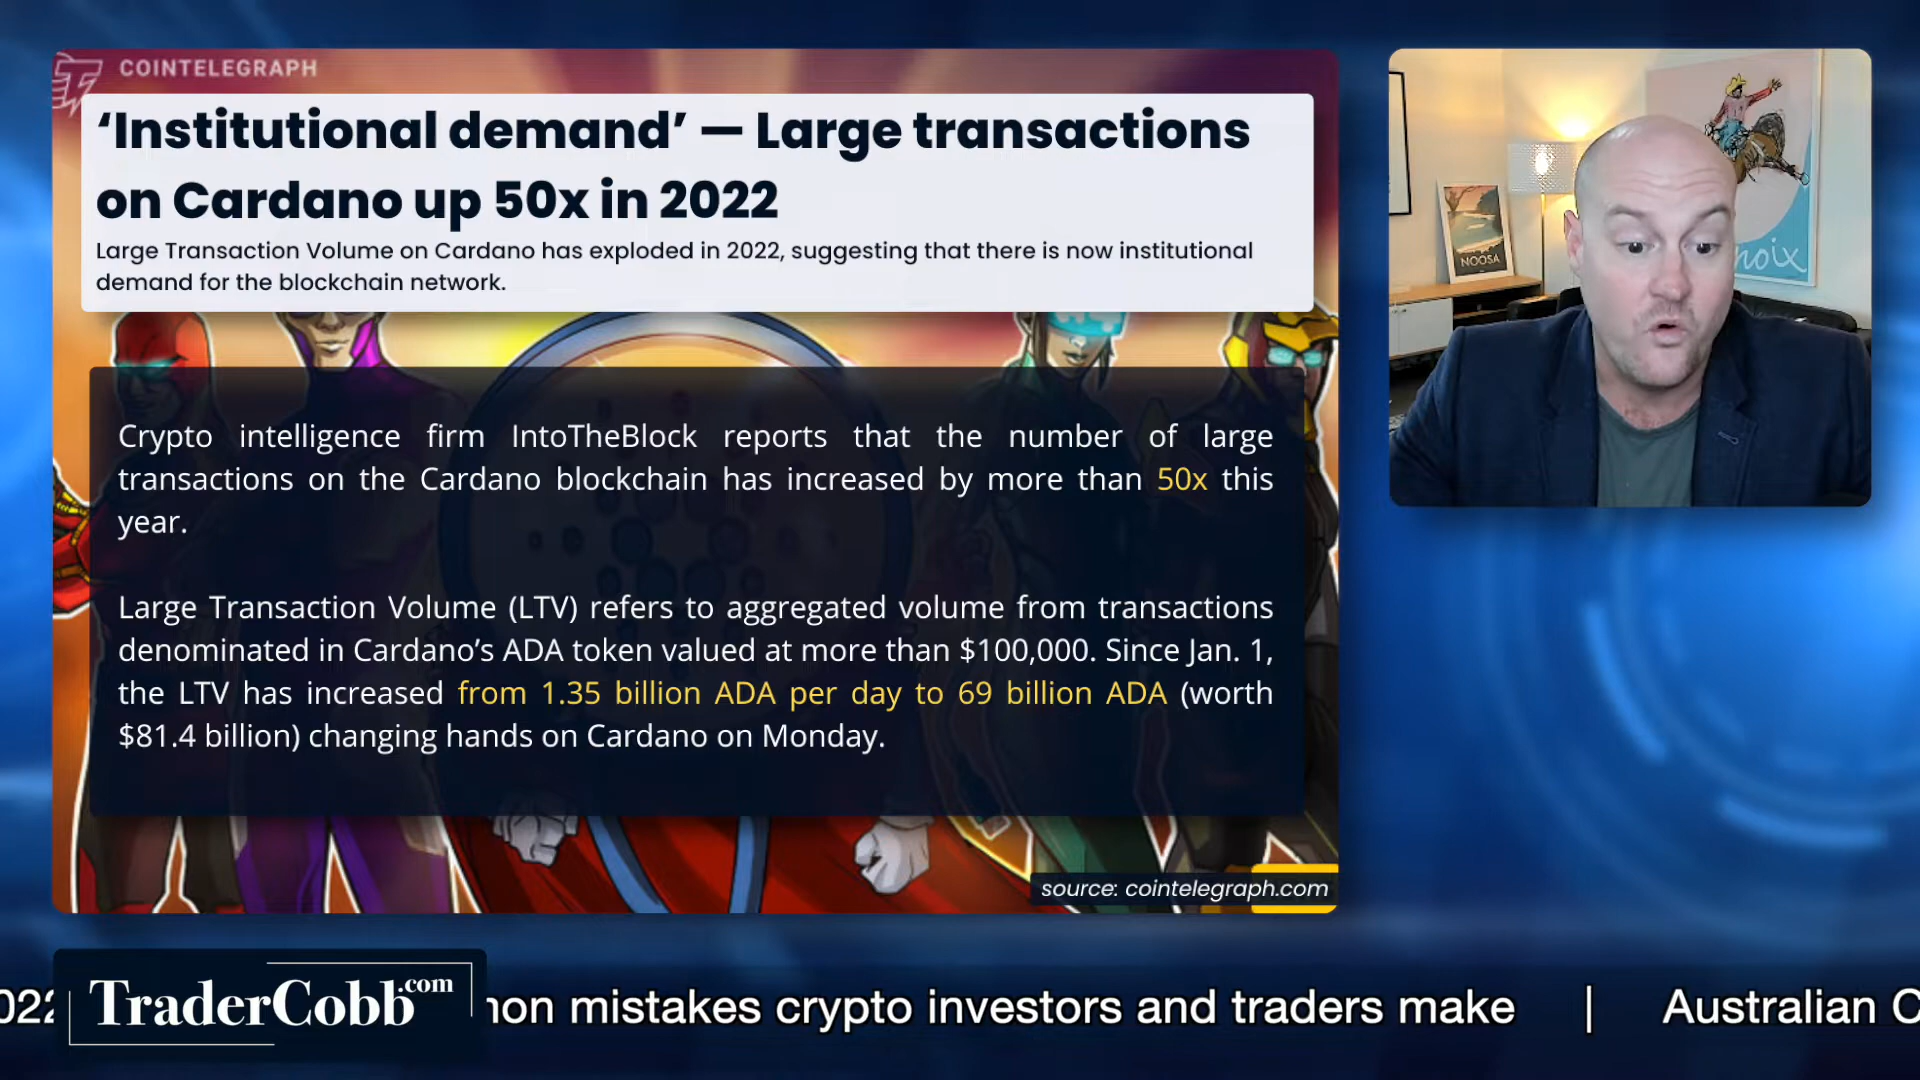 COINTELEGRAPH
‘Institutional demand’ — Large transactions
on Cardano up 50x in 2022
Large Transaction Volume on Cardano has exploded in 2022, suggesting that there is now institutional
demand for the blockchain network.
Crypto intelligence firm IntoTheBlock reports that the number of large
transactions on the Cardano blockchain has increased by more than 50x this
year.
Large Transaction Volume (LTV) refers to aggregated volume from transactions
denominated in Cardano’s ADA token valued at more than $100,000. Since Jan. 1,
the LTV has increased from 1.35 billion ADA per day to 69 billion ADA (worth
$81.4 billion) changing hands on Cardano on Monday.
source: cointelegraph.com
NOOSA
TraderCobb.com
mistakes crypto investors and traders make | Australian